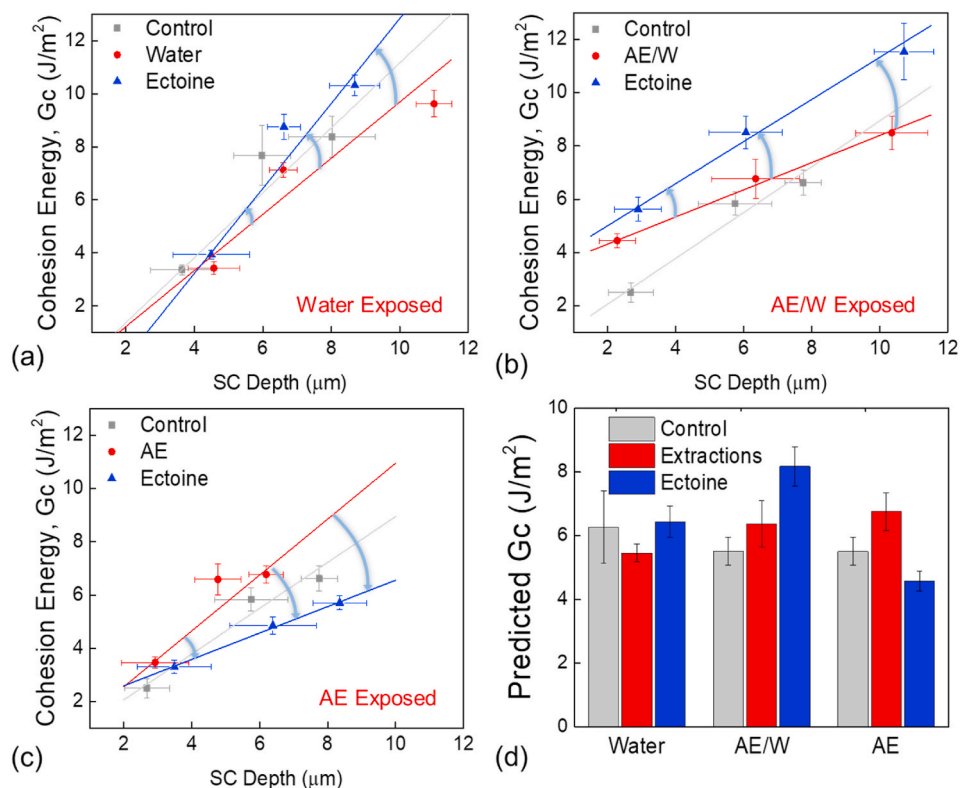 Control
Water
Ectoine
12
10
8
6
4
2
Cohesion Energy, Gc (J/m²)
Water Exposed
2 4 6 8 10 12
SC Depth (μm)
(a)
Control
AE/W
Ectoine
12
10
8
6
4
2
Cohesion Energy, Gc (J/m²)
AE/W Exposed
2 4 6 8 10 12
SC Depth (μm)
(b)
Control
AE
Ectoine
12
10
8
6
4
2
Cohesion Energy, Gc (J/m²)
AE Exposed
2 4 6 8 10 12
SC Depth (μm)
(c)
Control
Extractions
Ectoine
10
8
6
4
2
0
Predicted Gc (J/m²)
Water AE/W AE
(d)